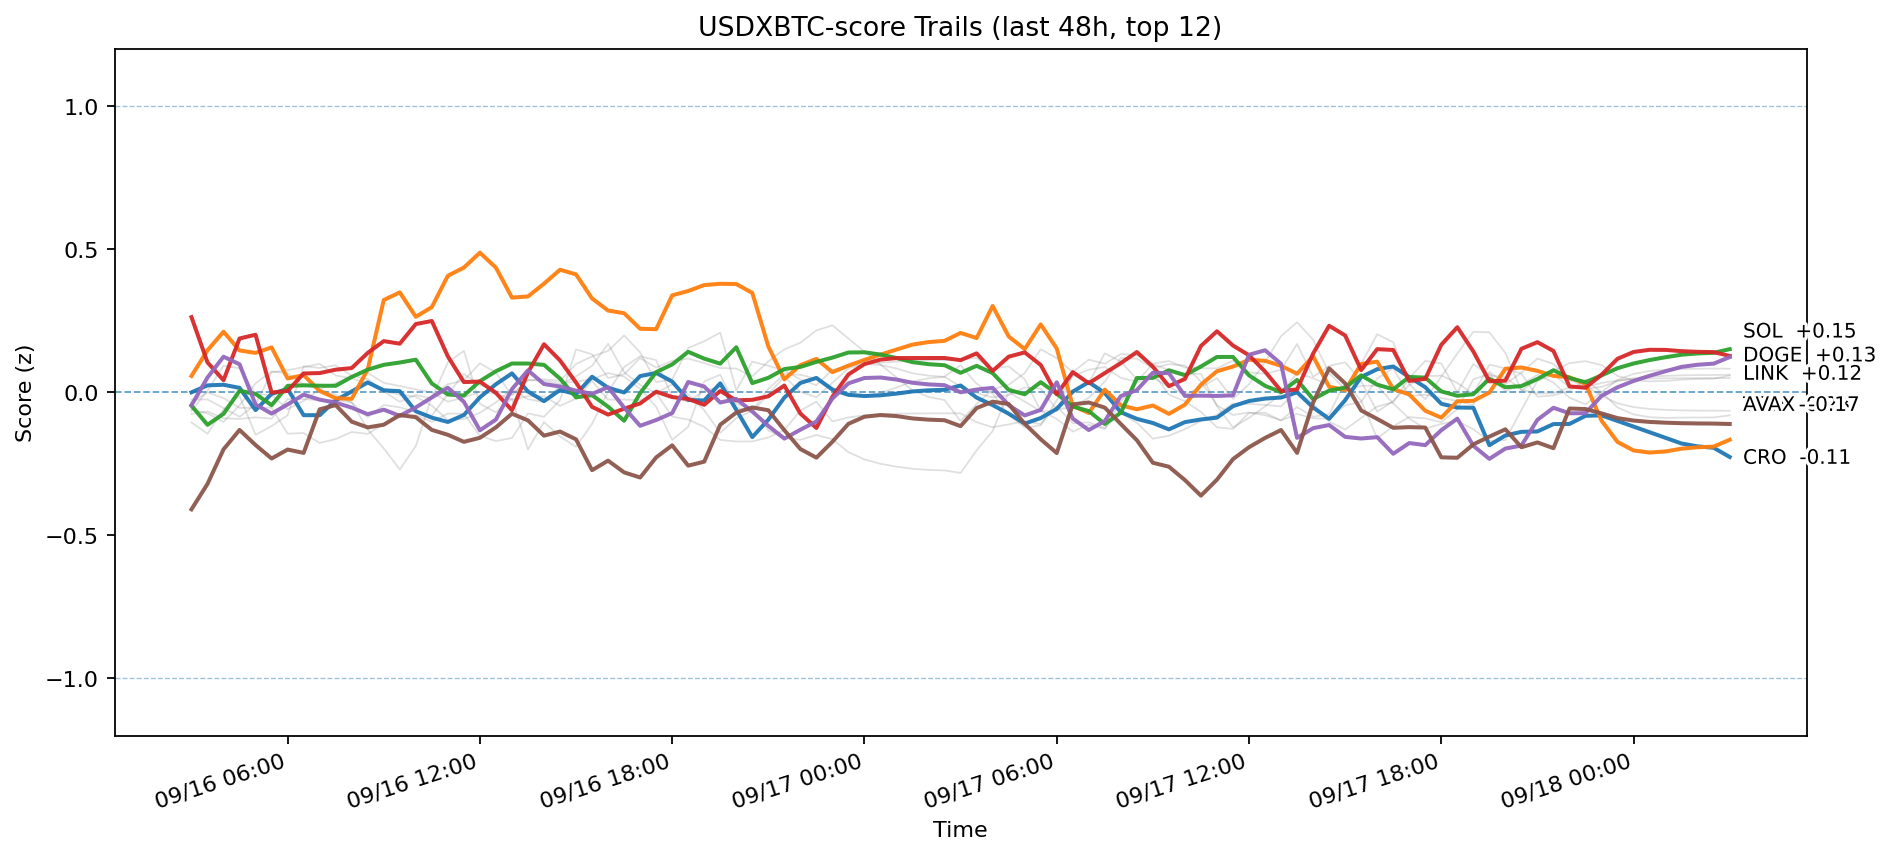 USDXBTC-score Trails (last 48h, top 12)
Score (z)
1.0
0.5
0.0
−0.5
−1.0
SOL +0.15
DOGE +0.13
LINK +0.12
AVAX -0.17
CRO -0.11
09/16 06:00
09/16 12:00
09/16 18:00
09/17 00:00
09/17 06:00
09/17 12:00
09/17 18:00
09/18 00:00
Time